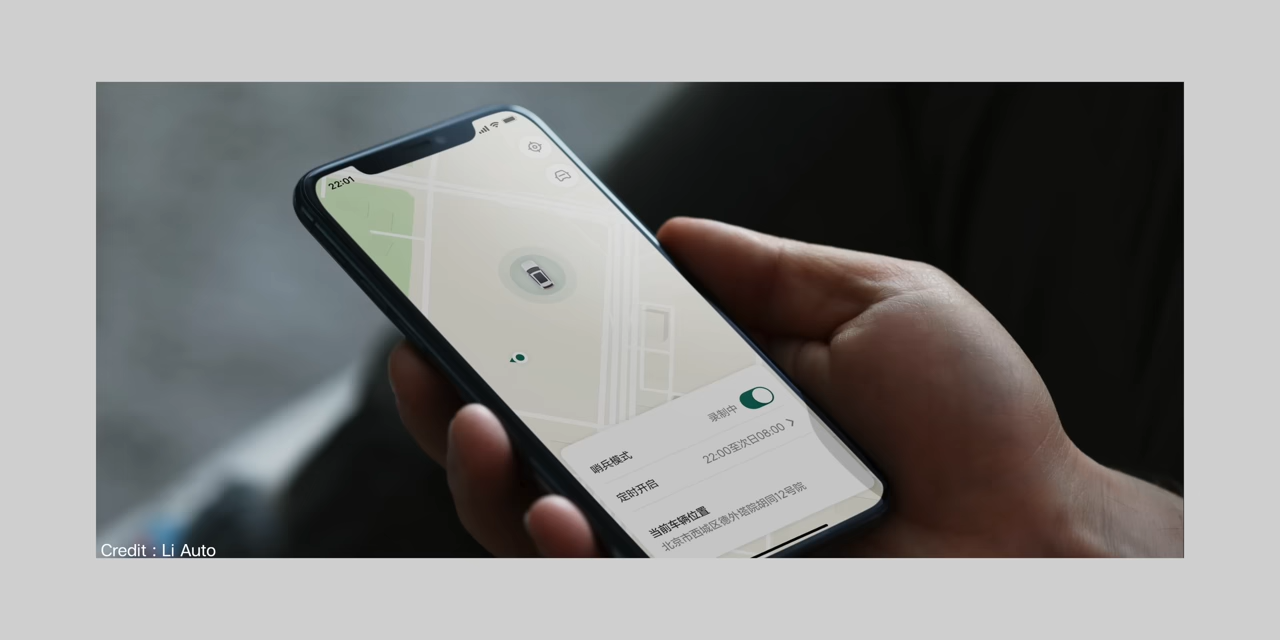 22:01
哨兵模式 录制中
定时开启 22:00至次日08:00
当前车辆位置
北京市西城区德外塔院胡同12号院
Credit : Li Auto